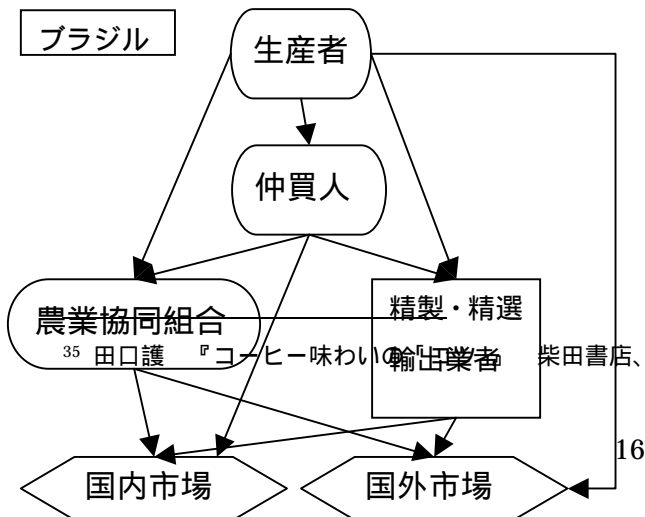 ブラジル
生産者
仲買人
農業協同組合
精製・精選
輸出業者
35 田口護 『コーヒー味わいの『 柴田書店、
16
国内市場
国外市場